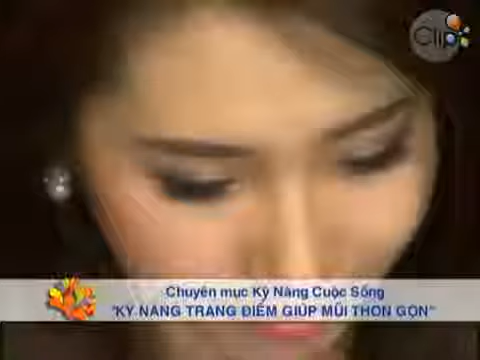 Clip
Chuyên mục Kỹ Năng Cuộc Sống
"KỸ NĂNG TRANG ĐIỂM GIÚP MŨI THON GỌN"